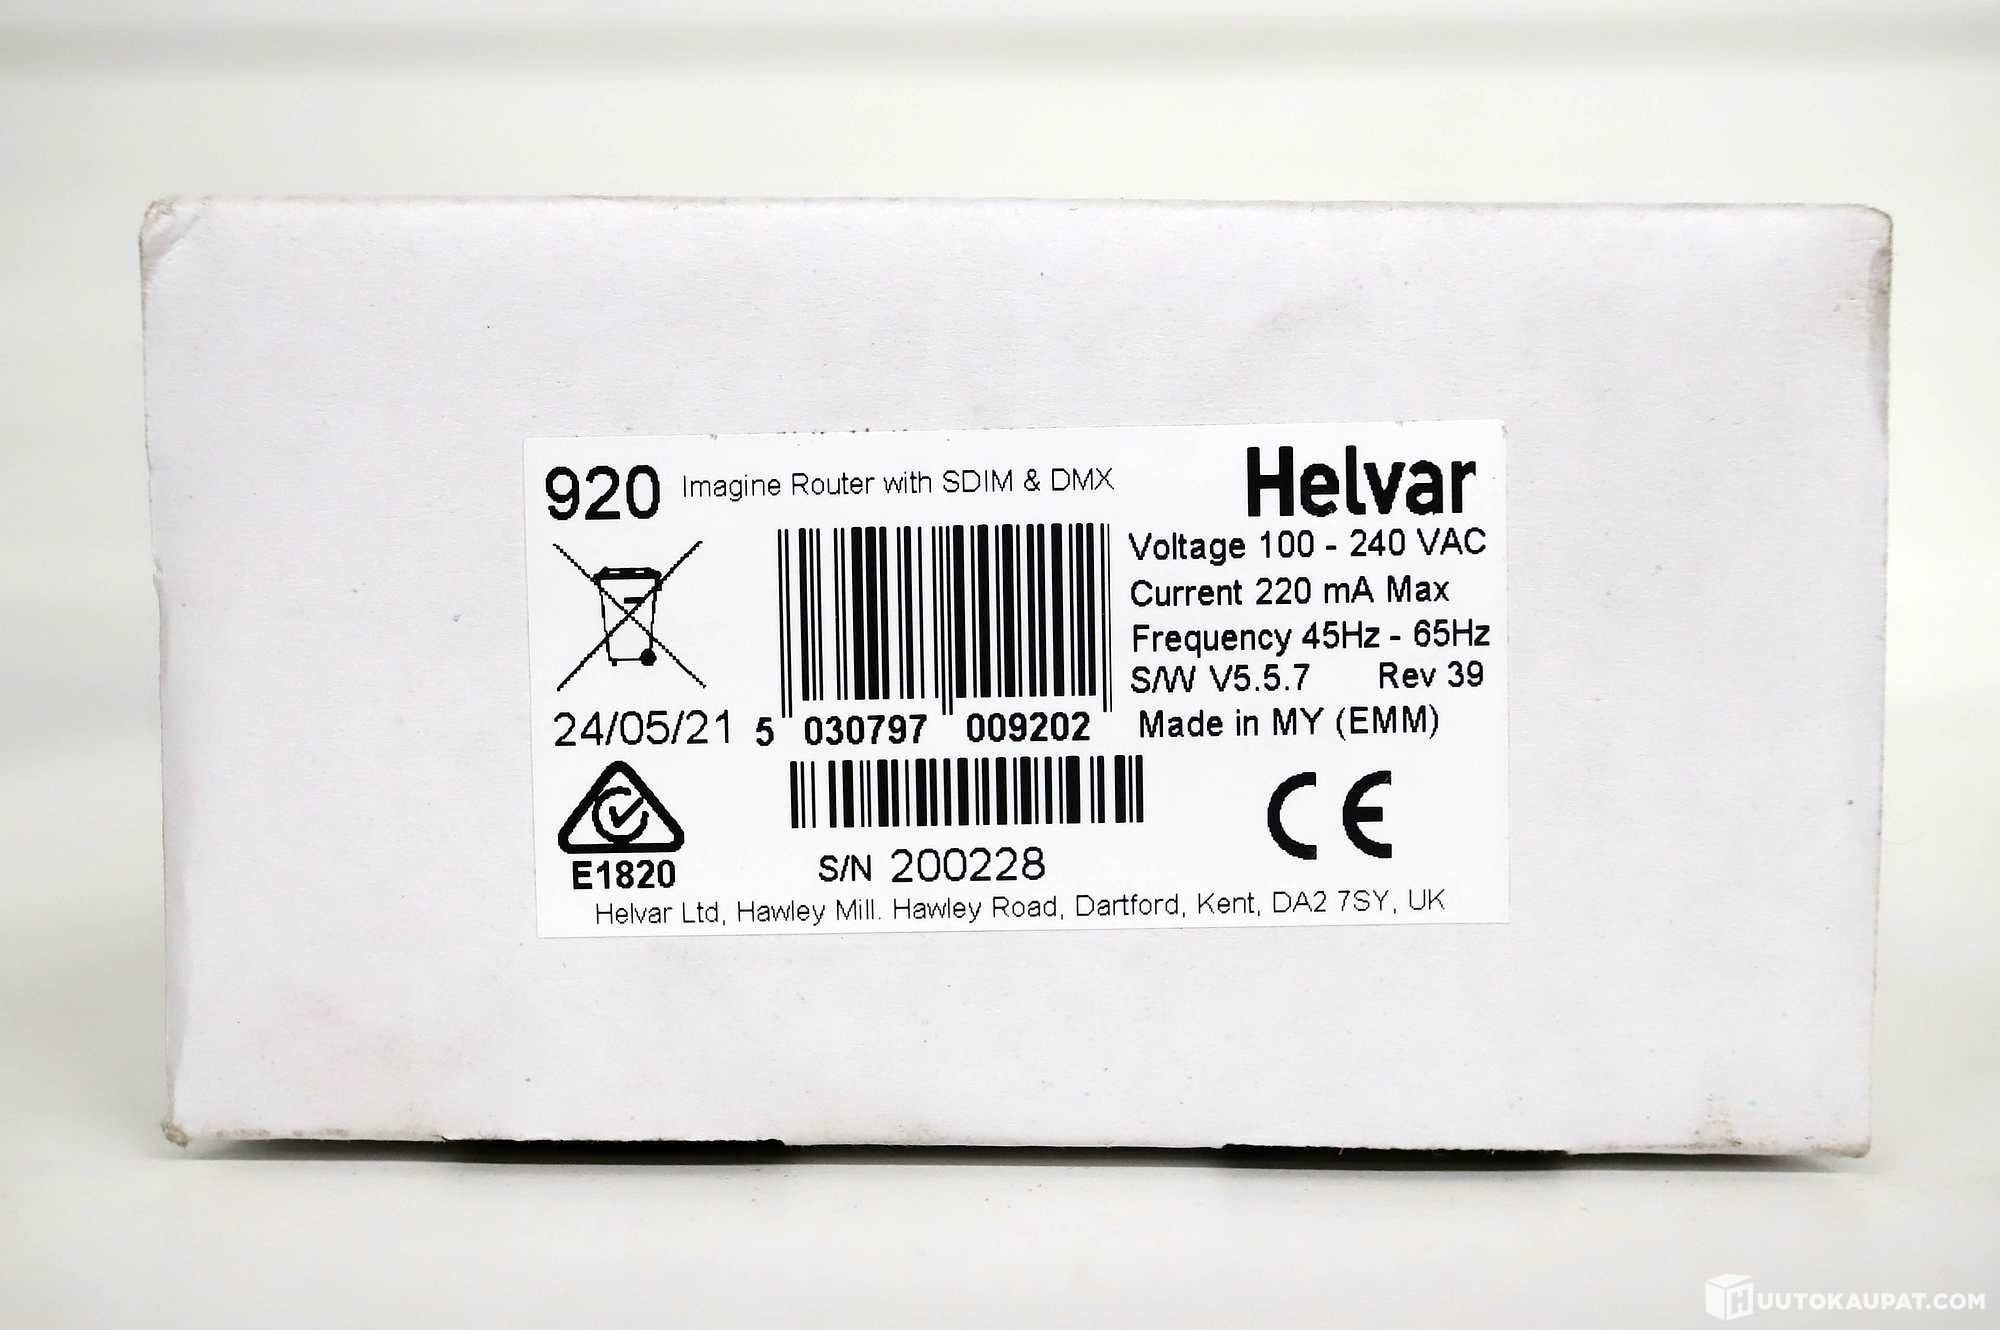 920 Imagine Router with SDIM & DMX
Helvar
Voltage 100 - 240 VAC
Current 220 mA Max
Frequency 45Hz - 65Hz
S/W V5.5.7 Rev 39
24/05/21
5 030797 009202
Made in MY (EMM)
E1820
S/N 200228
CE
Helvar Ltd, Hawley Mill. Hawley Road, Dartford, Kent, DA2 7SY, UK
HUUTOKAUPAT.COM